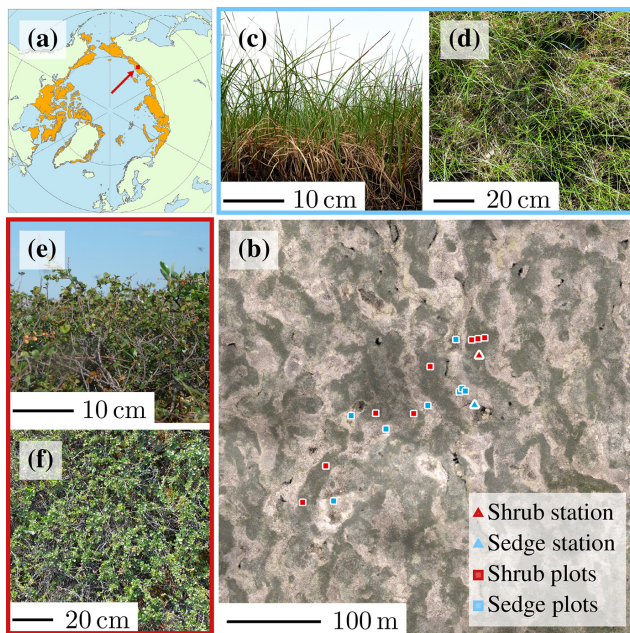 (a)
(c)
(d)
10 cm
20 cm
(e)
10 cm
(f)
20 cm
(b)
Shrub station
Sedge station
Shrub plots
Sedge plots
100 m